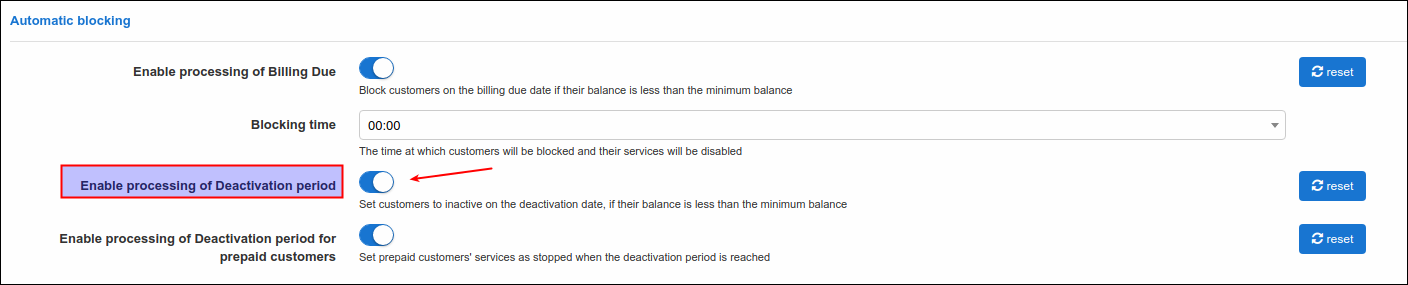 Automatic blocking
Enable processing of Billing Due
reset
Block customers on the billing due date if their balance is less than the minimum balance
Blocking time
00:00
The time at which customers will be blocked and their services will be disabled
Enable processing of Deactivation period
reset
Set customers to inactive on the deactivation date, if their balance is less than the minimum balance
Enable processing of Deactivation period for
prepaid customers
reset
Set prepaid customers' services as stopped when the deactivation period is reached